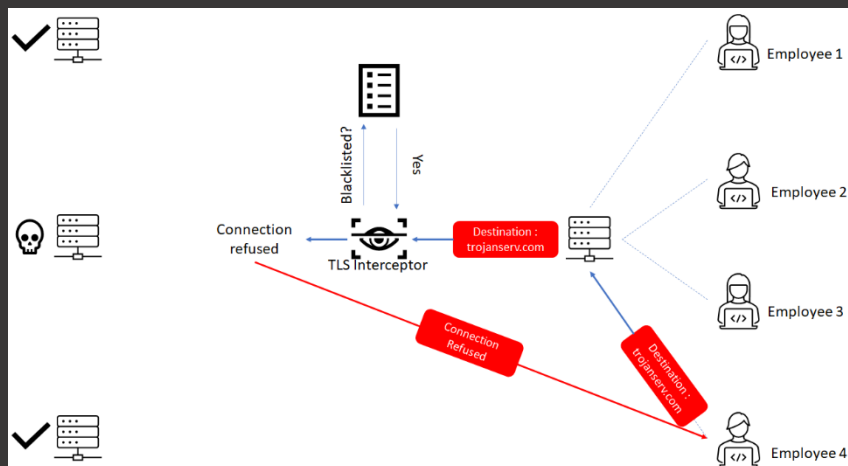 Employee 1
Blacklisted?
Yes
Employee 2
Connection
refused
TLS Interceptor
Destination :
trojanserv.com
Employee 3
Connection
Refused
Destination :
trojanserv.com
Employee 4